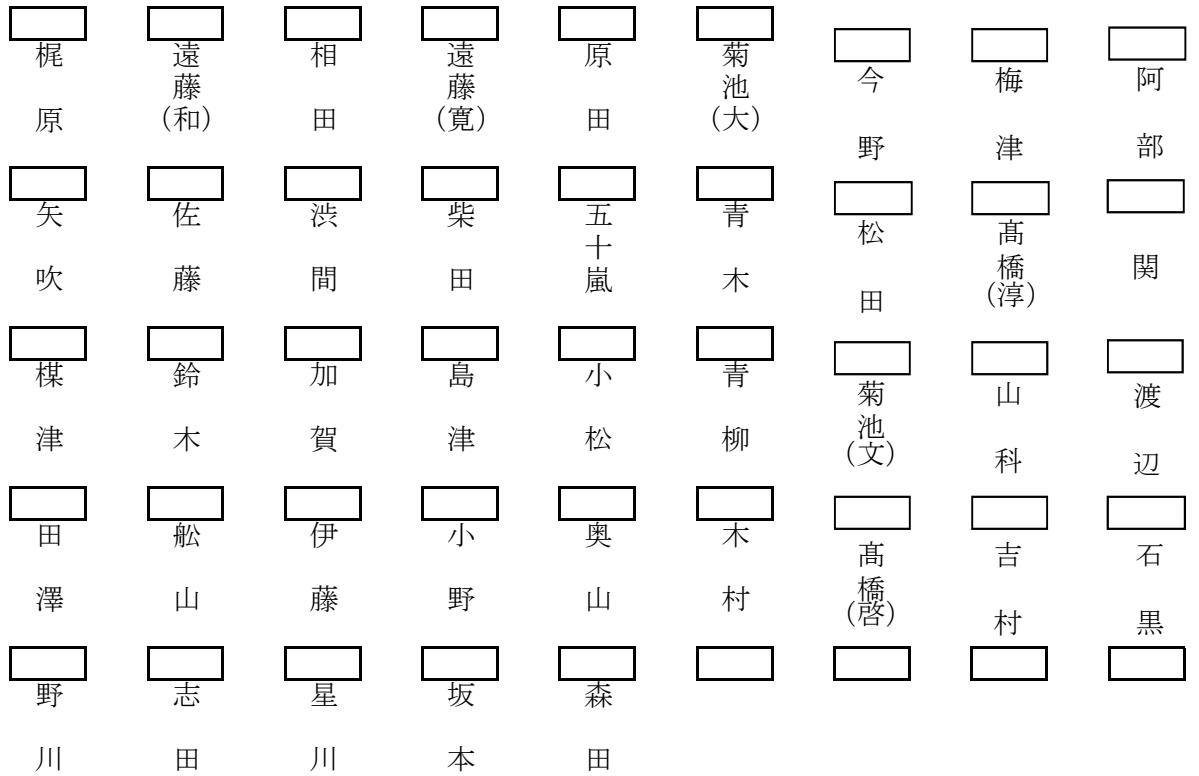 梶原
遠藤(和)
相田
遠藤(寛)
原田
菊池(大)
今野
梅津
阿部
矢吹
佐藤
渋間
柴田
五十嵐
青木
松田
髙橋(淳)
関
楳津
鈴木
加賀
島津
小松
青柳
菊池(文)
山科
渡辺
田澤
舩山
伊藤
小野
奥山
木村
髙橋(啓)
吉村
石黒
野川
志田
星川
坂本
森田